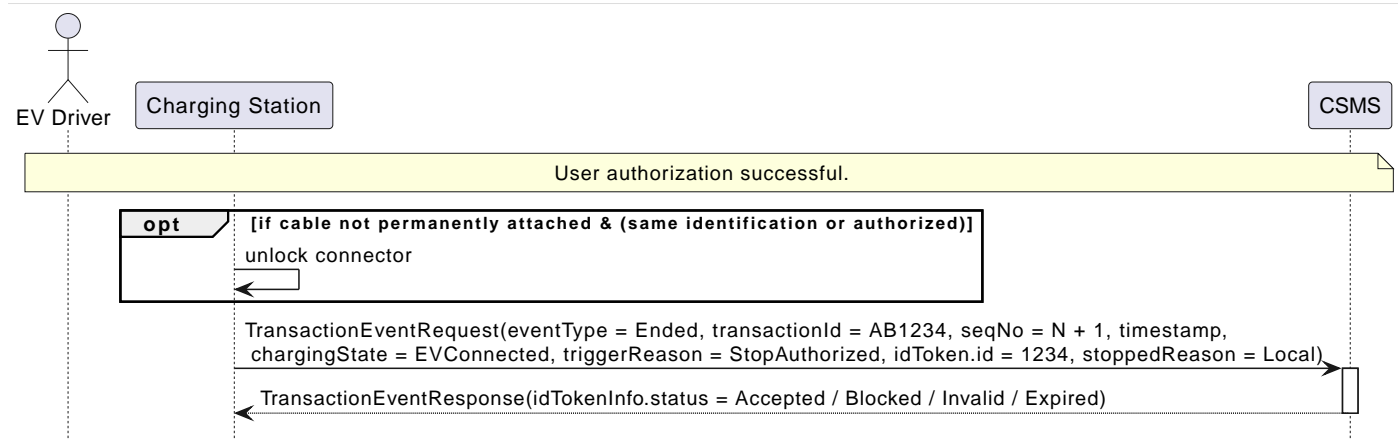 EV Driver
Charging Station
CSMS
User authorization successful.
opt
[if cable not permanently attached & (same identification or authorized)]
unlock connector
TransactionEventRequest(eventType = Ended, transactionId = AB1234, seqNo = N + 1, timestamp,
chargingState = EVConnected, triggerReason = StopAuthorized, idToken.id = 1234, stoppedReason = Local)
TransactionEventResponse(idTokenInfo.status = Accepted / Blocked / Invalid / Expired)